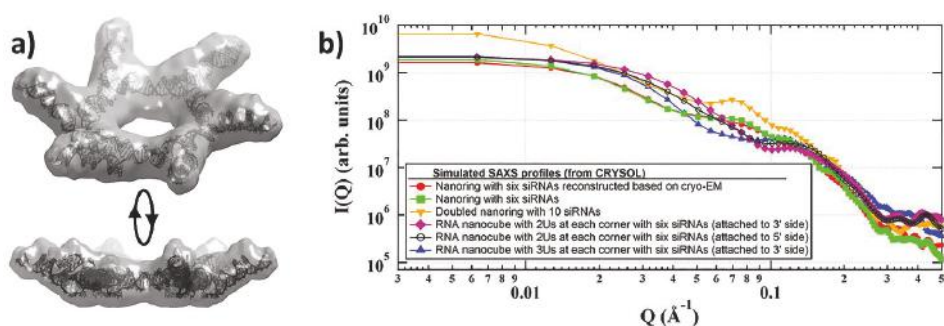 a)
b)
I(Q) (arb. units)
10^10
10^9
10^8
10^7
10^6
10^5
Simulated SAXS profiles (from CRYSOL)
Nanoring with six siRNAs reconstructed based on cryo-EM
Nanoring with six siRNAs
Doubled nanoring with 10 siRNAs
RNA nanocube with 2Us at each corner with six siRNAs (attached to 3' side)
RNA nanocube with 2Us at each corner with six siRNAs (attached to 5' side)
RNA nanocube with 3Us at each corner with six siRNAs (attached to 3' side)
3 4 5 6 7 8 9 0.01 2 3 4 5 6 7 8 9 0.1 2 3 4 5
Q (Å^-1)